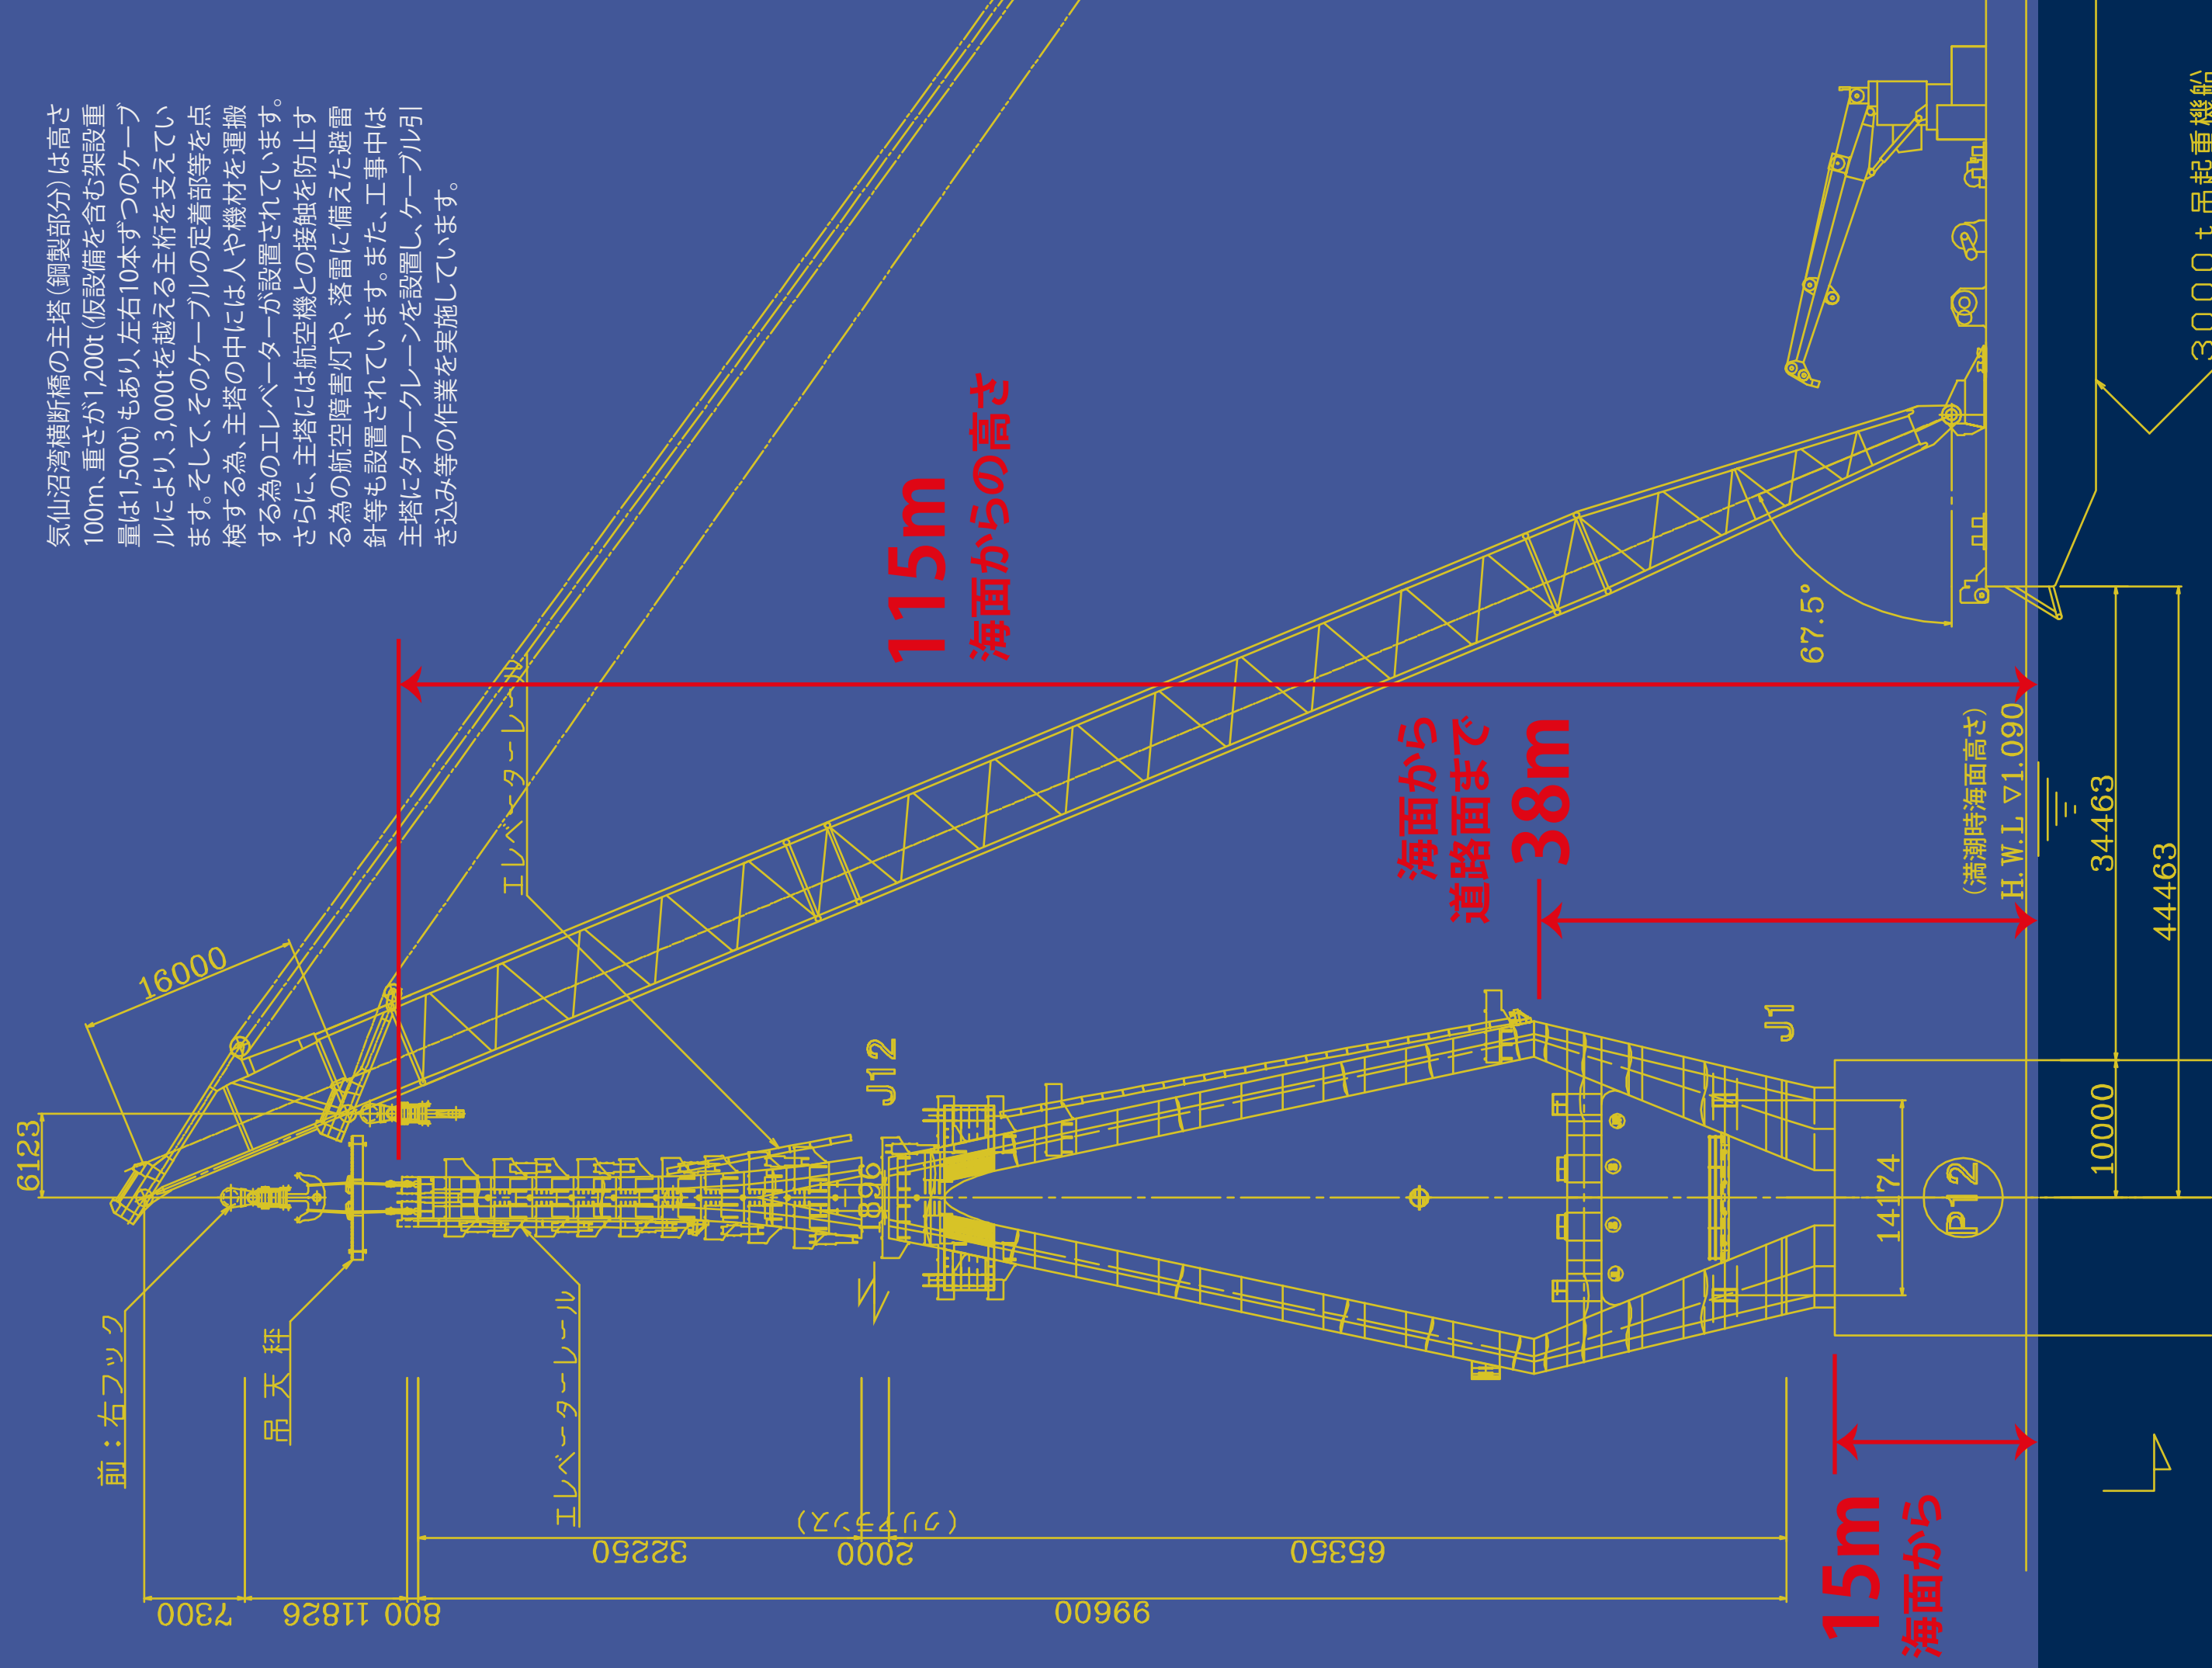 気仙沼湾横断橋の主塔(鋼製部分)は高さ
100m、重さが1,200t(仮設備を含む架設重
量は1,500t)もあり、左右10本ずつのケーブ
ルにより、3,000tを越える主桁を支えてい
ます。そして、そのケーブルの定着部等を点
検する為、主塔の中には人や機材を運搬
する為のエレベーターが設置されています。
さらに、主塔には航空機との接触を防止す
る為の航空障害灯や、落雷に備えた避雷
針等も設置されています。また、工事中は
主塔にタワークレーンを設置し、ケーブル引
き込み等の作業を実施しています。
115m
海面からの高さ
海面から
道路面まで
38m
15m
海面から
3000t吊起重機船
67.5°
(満潮時海面高さ)
H.W.L ▽1.090
34463
44463
10000
14174
P12
J1
J12
エレベーターレール
エレベーターレール
16000
6123
前:右フック
吊天秤
1896
(クリアランス)
32250
2000
65350
7300
11826
800
99600